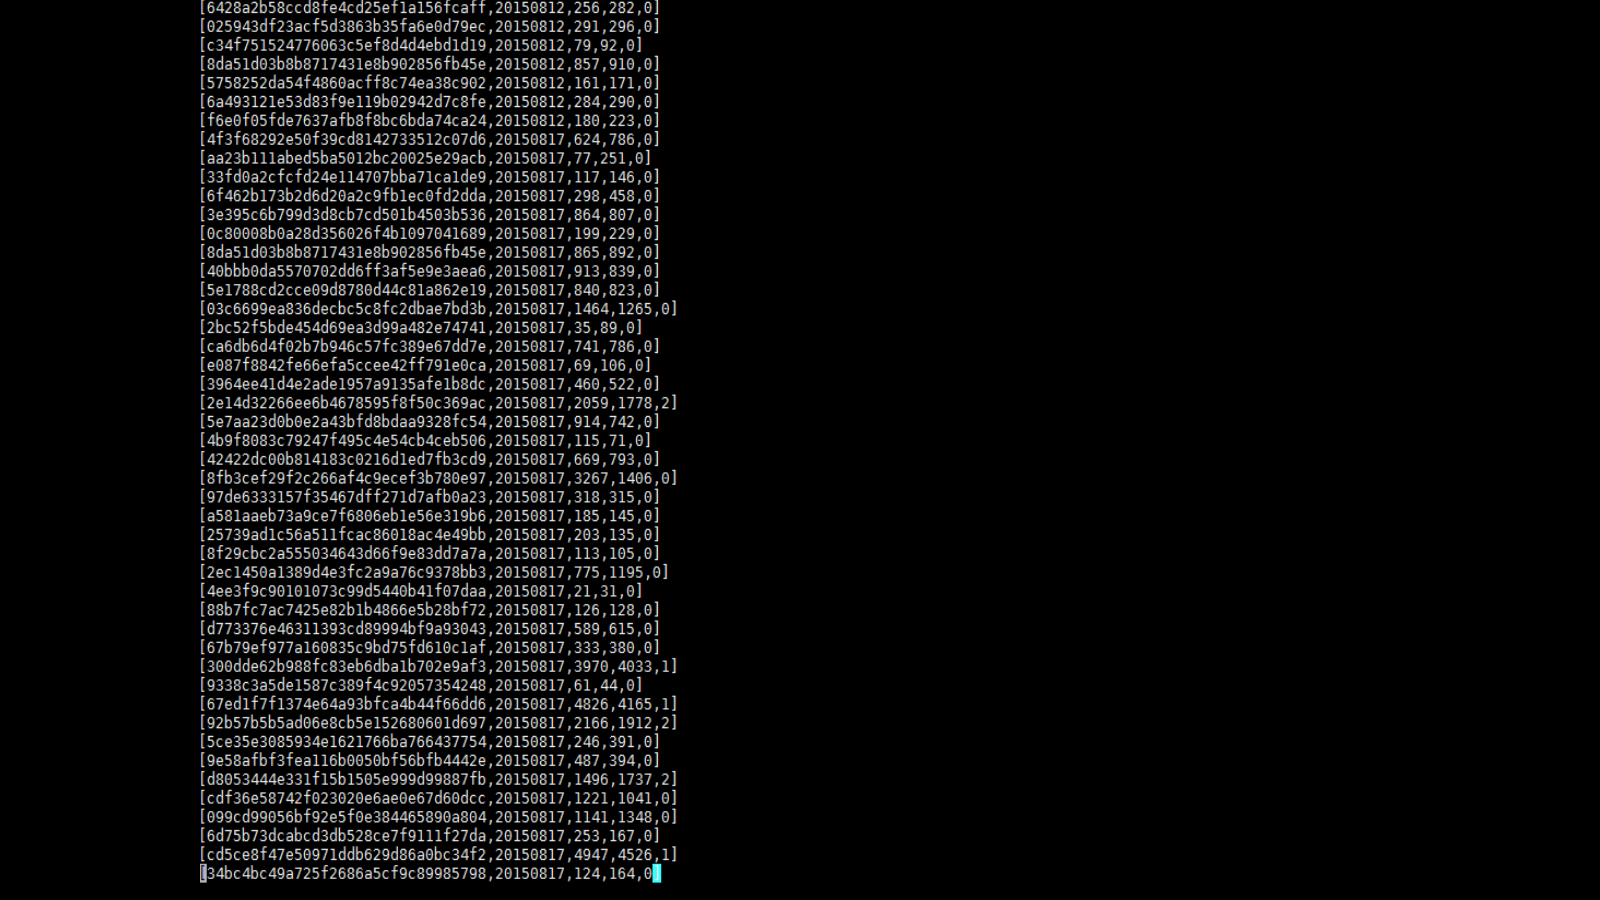 [6428a2b58ccd8fe4cd25ef1a156fcaff,20150812,256,282,0]
[025943df23acf5d3863b35fa6e0d79ec,20150812,291,296,0]
[c34f751524776063c5ef8d4d4ebd1d19,20150812,79,92,0]
[8da51d03b8b8717431e8b902856fb45e,20150812,857,910,0]
[5758252da54f4860acff8c74ea38c902,20150812,161,171,0]
[6a493121e53d83f9e119b02942d7c8fe,20150812,284,290,0]
[f6e0f05fde7637afb8f8bc6bda74ca24,20150812,180,223,0]
[4f3f68292e50f39cd8142733512c07d6,20150817,624,786,0]
[aa23b111abed5ba5012bc20025e29acb,20150817,77,251,0]
[33fd0a2cfcfd24e114707bba71ca1de9,20150817,117,146,0]
[6f462b173b2d6d20a2c9fb1ec0fd2dda,20150817,298,458,0]
[3e395c6b799d3d8cb7cd501b4503b536,20150817,864,807,0]
[0c80008b0a28d356026f4b1097041689,20150817,199,229,0]
[8da51d03b8b8717431e8b902856fb45e,20150817,865,892,0]
[40bbb0da5570702dd6ff3af5e9e3aea6,20150817,913,839,0]
[5e1788cd2cce09d8780d44c81a862e19,20150817,840,823,0]
[03c6699ea836decbc5c8fc2dbae7bd3b,20150817,1464,1265,0]
[2bc52f5bde454d69ea3d99a482e74741,20150817,35,89,0]
[ca6db6d4f02b7b946c57fc389e67dd7e,20150817,741,786,0]
[e087f8842fe66efa5ccee42ff791e0ca,20150817,69,106,0]
[3964ee41d4e2ade1957a9135afe1b8dc,20150817,460,522,0]
[2e14d32266ee6b4678595f8f50c369ac,20150817,2059,1778,2]
[5e7aa23d0b0e2a43bfd8bdaa9328fc54,20150817,914,742,0]
[4b9f8083c79247f495c4e54cb4ceb506,20150817,115,71,0]
[42422dc00b814183c0216d1ed7fb3cd9,20150817,669,793,0]
[8fb3cef29f2c266af4c9ecef3b780e97,20150817,3267,1406,0]
[97de6333157f35467dff271d7afb0a23,20150817,318,315,0]
[a581aaeb73a9ce7f6806eb1e56e319b6,20150817,185,145,0]
[25739ad1c56a511fcac86018ac4e49bb,20150817,203,135,0]
[8f29cbc2a555034643d66f9e83dd7a7a,20150817,113,105,0]
[2ec1450a1389d4e3fc2a9a76c9378bb3,20150817,775,1195,0]
[4ee3f9c90101073c99d5440b41f07daa,20150817,21,31,0]
[88b7fc7ac7425e82b1b4866e5b28bf72,20150817,126,128,0]
[d773376e46311393cd89994bf9a93043,20150817,589,615,0]
[67b79ef977a160835c9bd75fd610c1af,20150817,333,380,0]
[300dde62b988fc83eb6dba1b702e9af3,20150817,3970,4033,1]
[9338c3a5de1587c389f4c92057354248,20150817,61,44,0]
[67ed1f7f1374e64a93bfca4b44f66dd6,20150817,4826,4165,1]
[92b57b5b5ad06e8cb5e152680601d697,20150817,2166,1912,2]
[5ce35e3085934e1621766ba766437754,20150817,246,391,0]
[9e58afbf3fea116b0050bf56bfb4442e,20150817,487,394,0]
[d8053444e331f15b1505e999d99887fb,20150817,1496,1737,2]
[cdf36e58742f023020e6ae0e67d60dcc,20150817,1221,1041,0]
[099cd99056bf92e5f0e384465890a804,20150817,1141,1348,0]
[6d75b73dcabcd3db528ce7f9111f27da,20150817,253,167,0]
[cd5ce8f47e50971ddb629d86a0bc34f2,20150817,4947,4526,1]
[34bc4bc49a725f2686a5cf9c89985798,20150817,124,164,0]